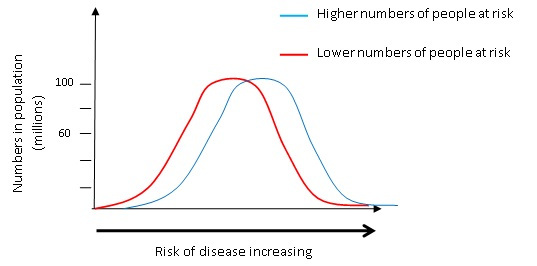 Higher numbers of people at risk
Lower numbers of people at risk
Numbers in population
(millions)
100
60
Risk of disease increasing